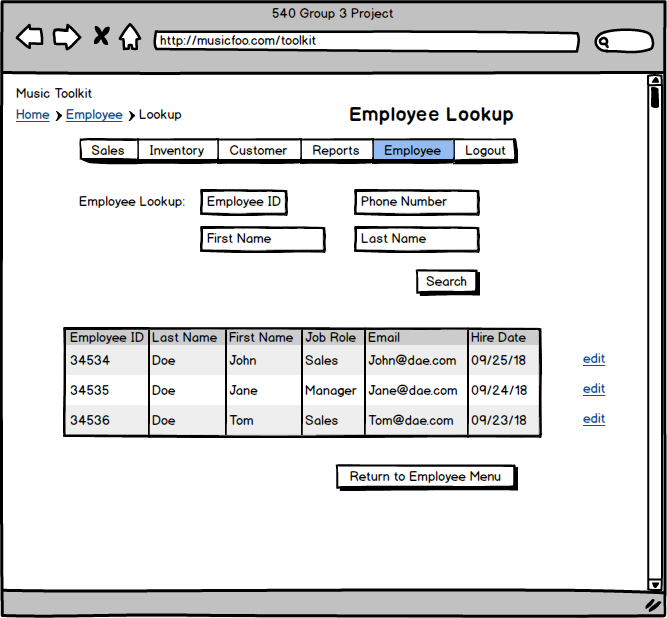 540 Group 3 Project
http://musicfoo.com/toolkit
Music Toolkit
Home > Employee > Lookup
Employee Lookup
Sales Inventory Customer Reports Employee Logout
Employee Lookup: Employee ID Phone Number
First Name Last Name
Search
Employee ID Last Name First Name Job Role Email Hire Date
34534 Doe John Sales John@dae.com 09/25/18 edit
34535 Doe Jane Manager Jane@dae.com 09/24/18 edit
34536 Doe Tom Sales Tom@dae.com 09/23/18 edit
Return to Employee Menu